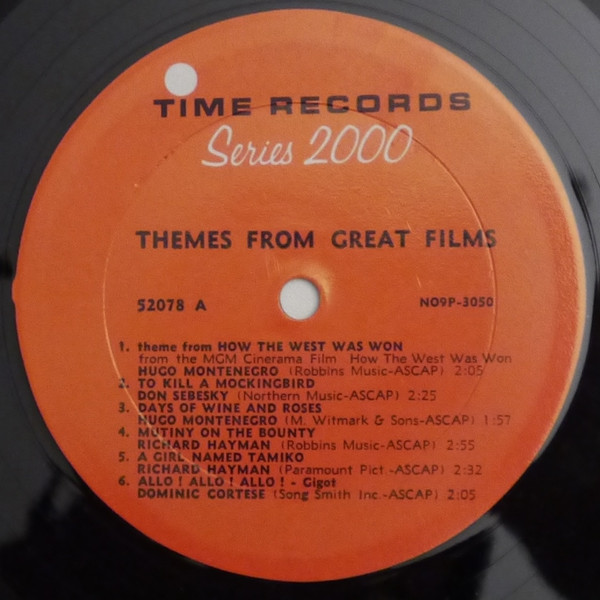 TIME RECORDS
Series 2000
THEMES FROM GREAT FILMS
52078 A
NO9P-3050
1. theme from HOW THE WEST WAS WON
from the MGM Cinerama Film How The West Was Won
HUGO MONTENEGRO (Robbins Music-ASCAP) 2:05
2. TO KILL A MOCKINGBIRD
DON SEBESKY (Northern Music-ASCAP) 2:25
3. DAYS OF WINE AND ROSES
HUGO MONTENEGRO (M. Witmark & Sons-ASCAP) 1:57
4. MUTINY ON THE BOUNTY
RICHARD HAYMAN (Robbins Music-ASCAP) 2:55
5. A GIRL NAMED TAMIKO
RICHARD HAYMAN (Paramount Pict.-ASCAP) 2:32
6. ALLO ! ALLO ! ALLO ! - Gigot
DOMINIC CORTESE (Song Smith Inc.-ASCAP) 2:05